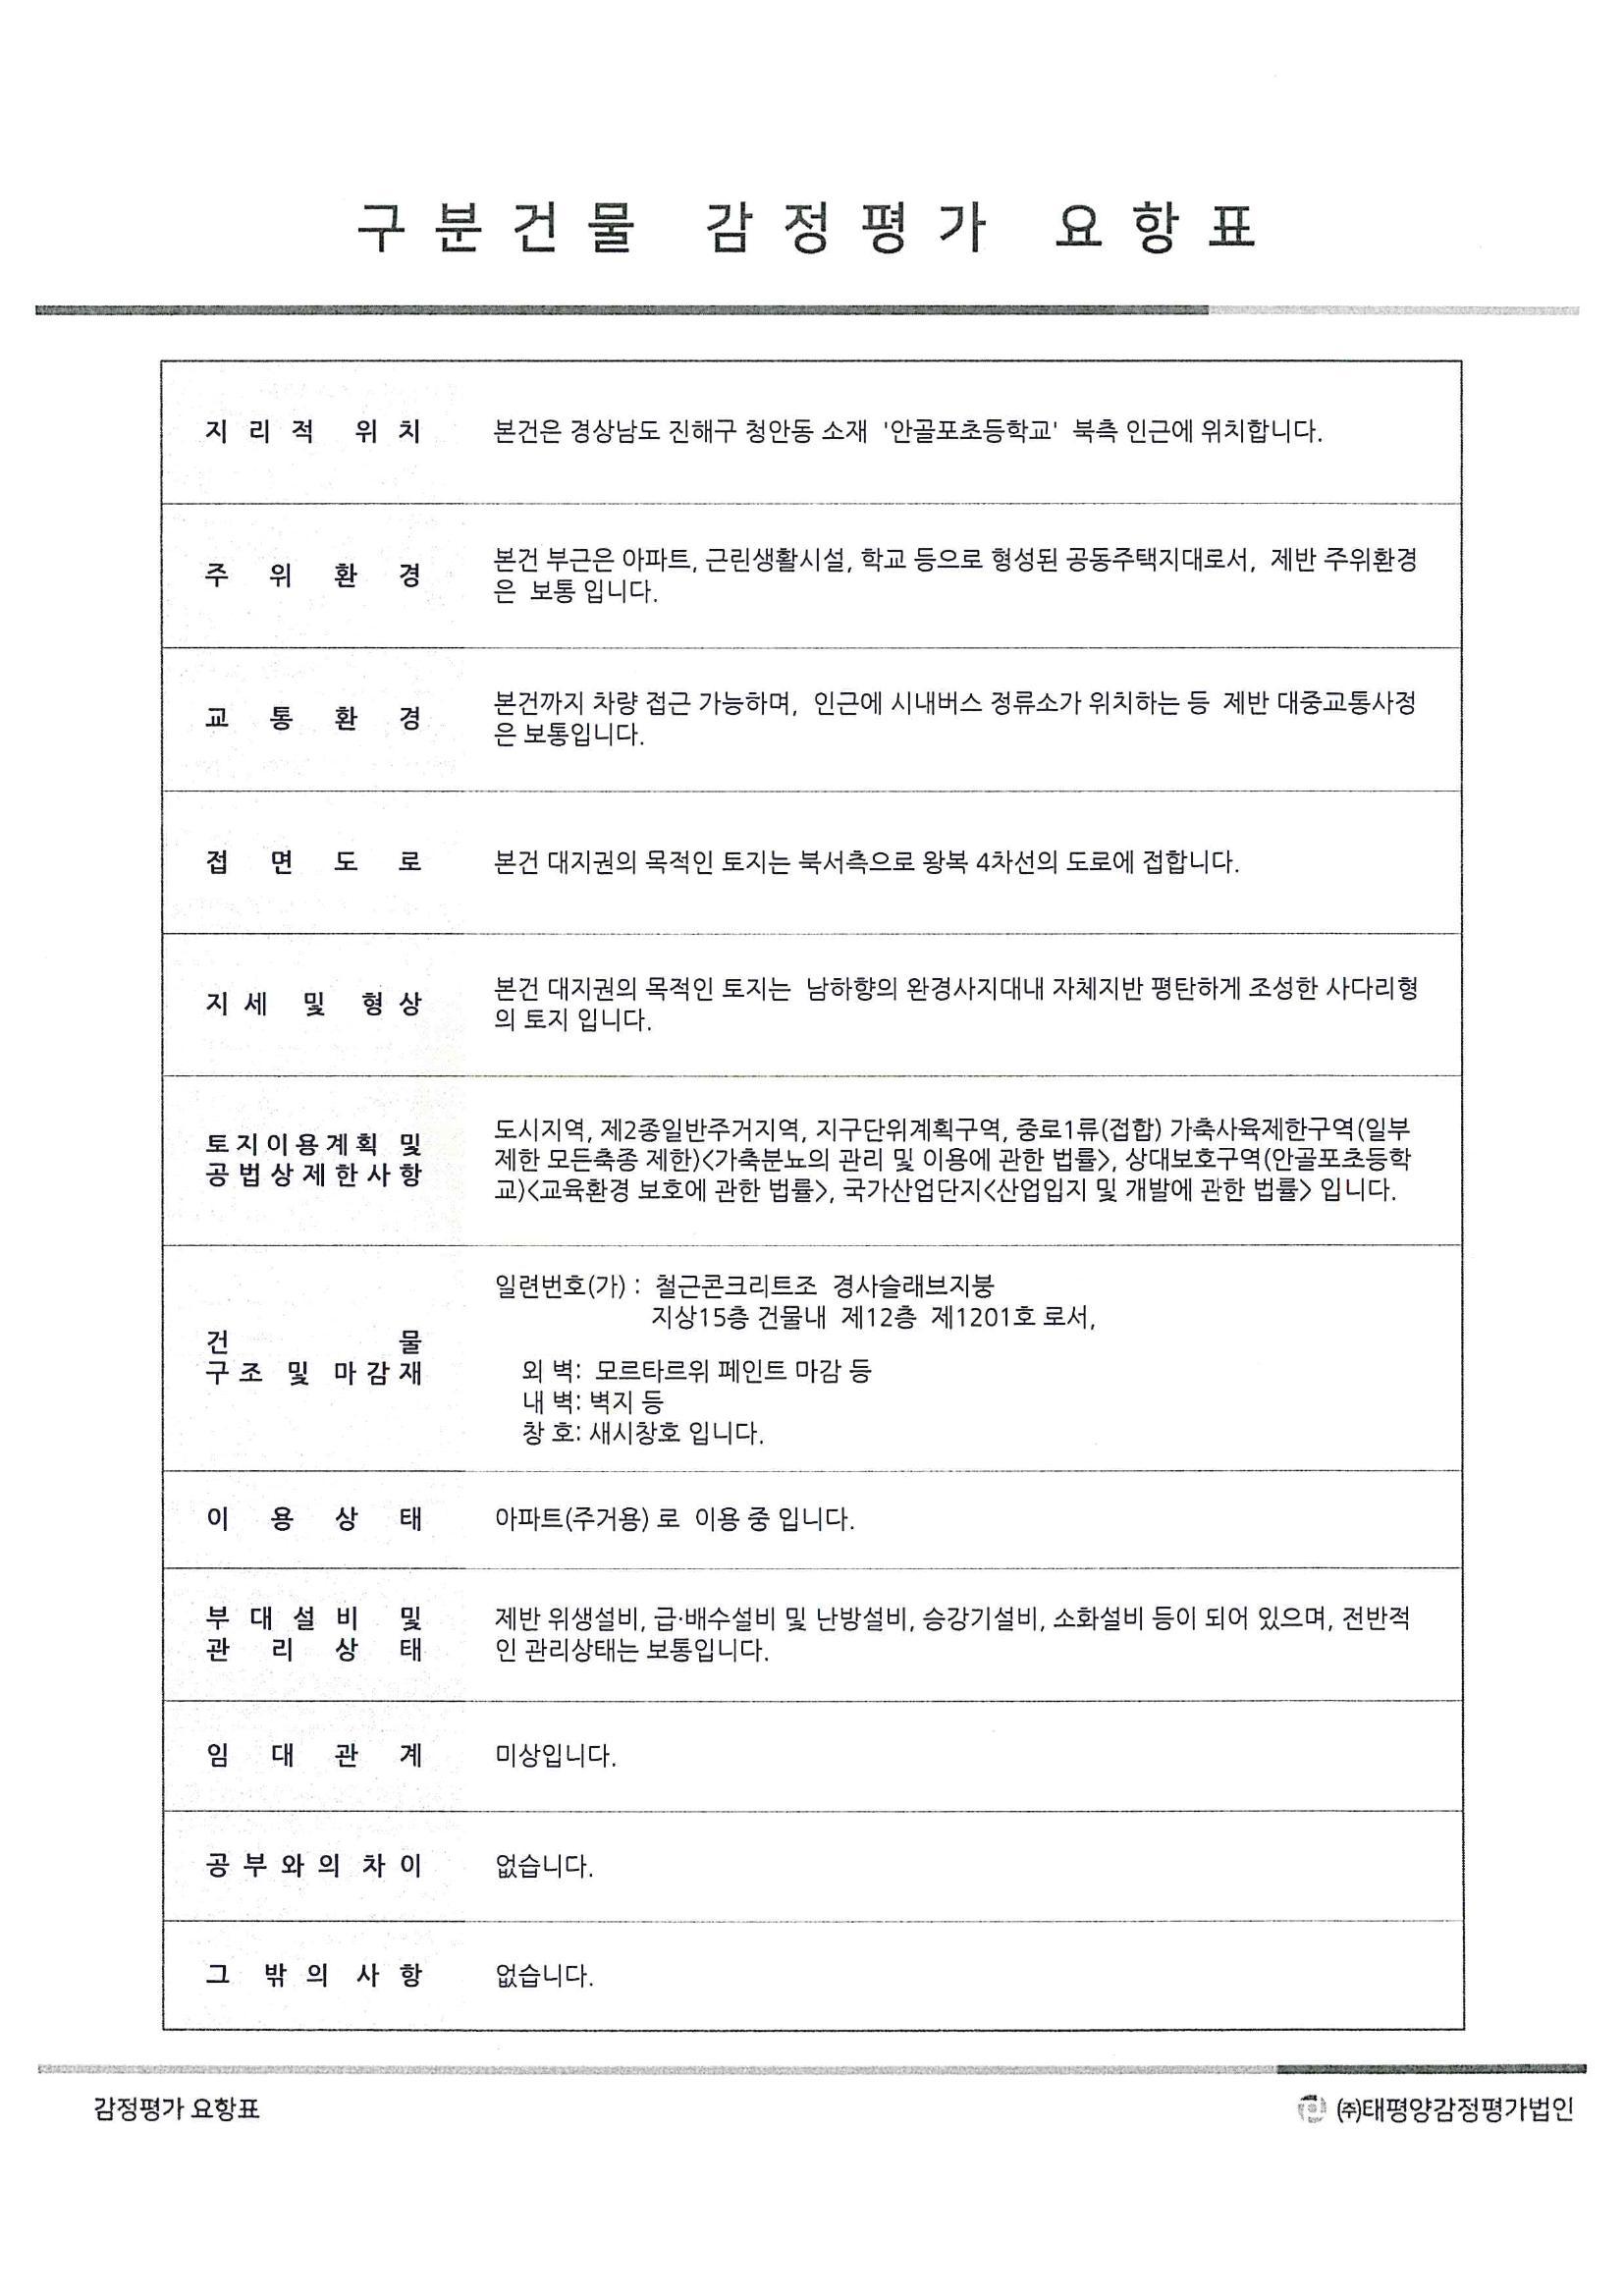 구분건물 감정평가 요항표
지리적 위치
본건은 경상남도 진해구 청안동 소재 '안골포초등학교' 북측 인근에 위치합니다.
주위환경
본건 부근은 아파트, 근린생활시설, 학교 등으로 형성된 공동주택지대로서, 제반 주위환경
은 보통 입니다.
교통환경
본건까지 차량 접근 가능하며, 인근에 시내버스 정류소가 위치하는 등 제반 대중교통사정
은 보통입니다.
접면도로
본건 대지권의 목적인 토지는 북서측으로 왕복 4차선의 도로에 접합니다.
지세 및 형상
본건 대지권의 목적인 토지는 남하향의 완경사지대내 자체지반 평탄하게 조성한 사다리형
의 토지 입니다.
토지이용계획 및
공법상제한사항
도시지역, 제2종일반주거지역, 지구단위계획구역, 중로1류(접합) 가축사육제한구역(일부
제한 모든축종 제한)<가축분뇨의 관리 및 이용에 관한 법률>, 상대보호구역(안골포초등학
교)<교육환경 보호에 관한 법률>, 국가산업단지<산업입지 및 개발에 관한 법률> 입니다.
건물
구조 및 마감재
일련번호(가) : 철근콘크리트조 경사슬래브지붕
지상15층 건물내 제12층 제1201호 로서,
외 벽: 모르타르위 페인트 마감 등
내 벽: 벽지 등
창 호: 새시창호 입니다.
이용상태
아파트(주거용) 로 이용 중 입니다.
부대설비 및
관리상태
제반 위생설비, 급·배수설비 및 난방설비, 승강기설비, 소화설비 등이 되어 있으며, 전반적
인 관리상태는 보통입니다.
임대관계
미상입니다.
공부와의 차이
없습니다.
그 밖의 사항
없습니다.
감정평가 요항표
㈜태평양감정평가법인